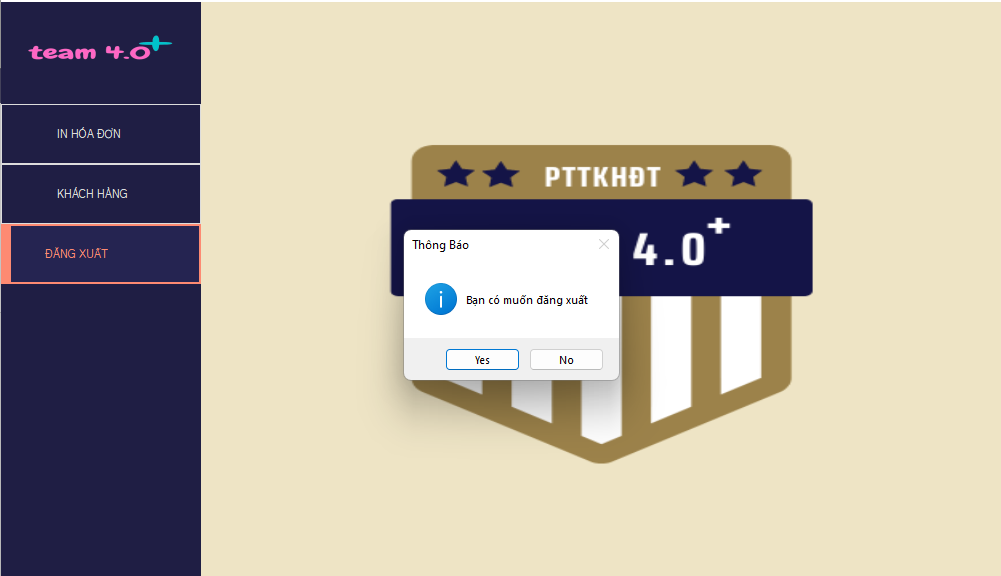 team 4.0+
IN HÓA ĐƠN
KHÁCH HÀNG
ĐĂNG XUẤT
PTTKHĐT
4.0+
Thông Báo
Bạn có muốn đăng xuất
Yes
No